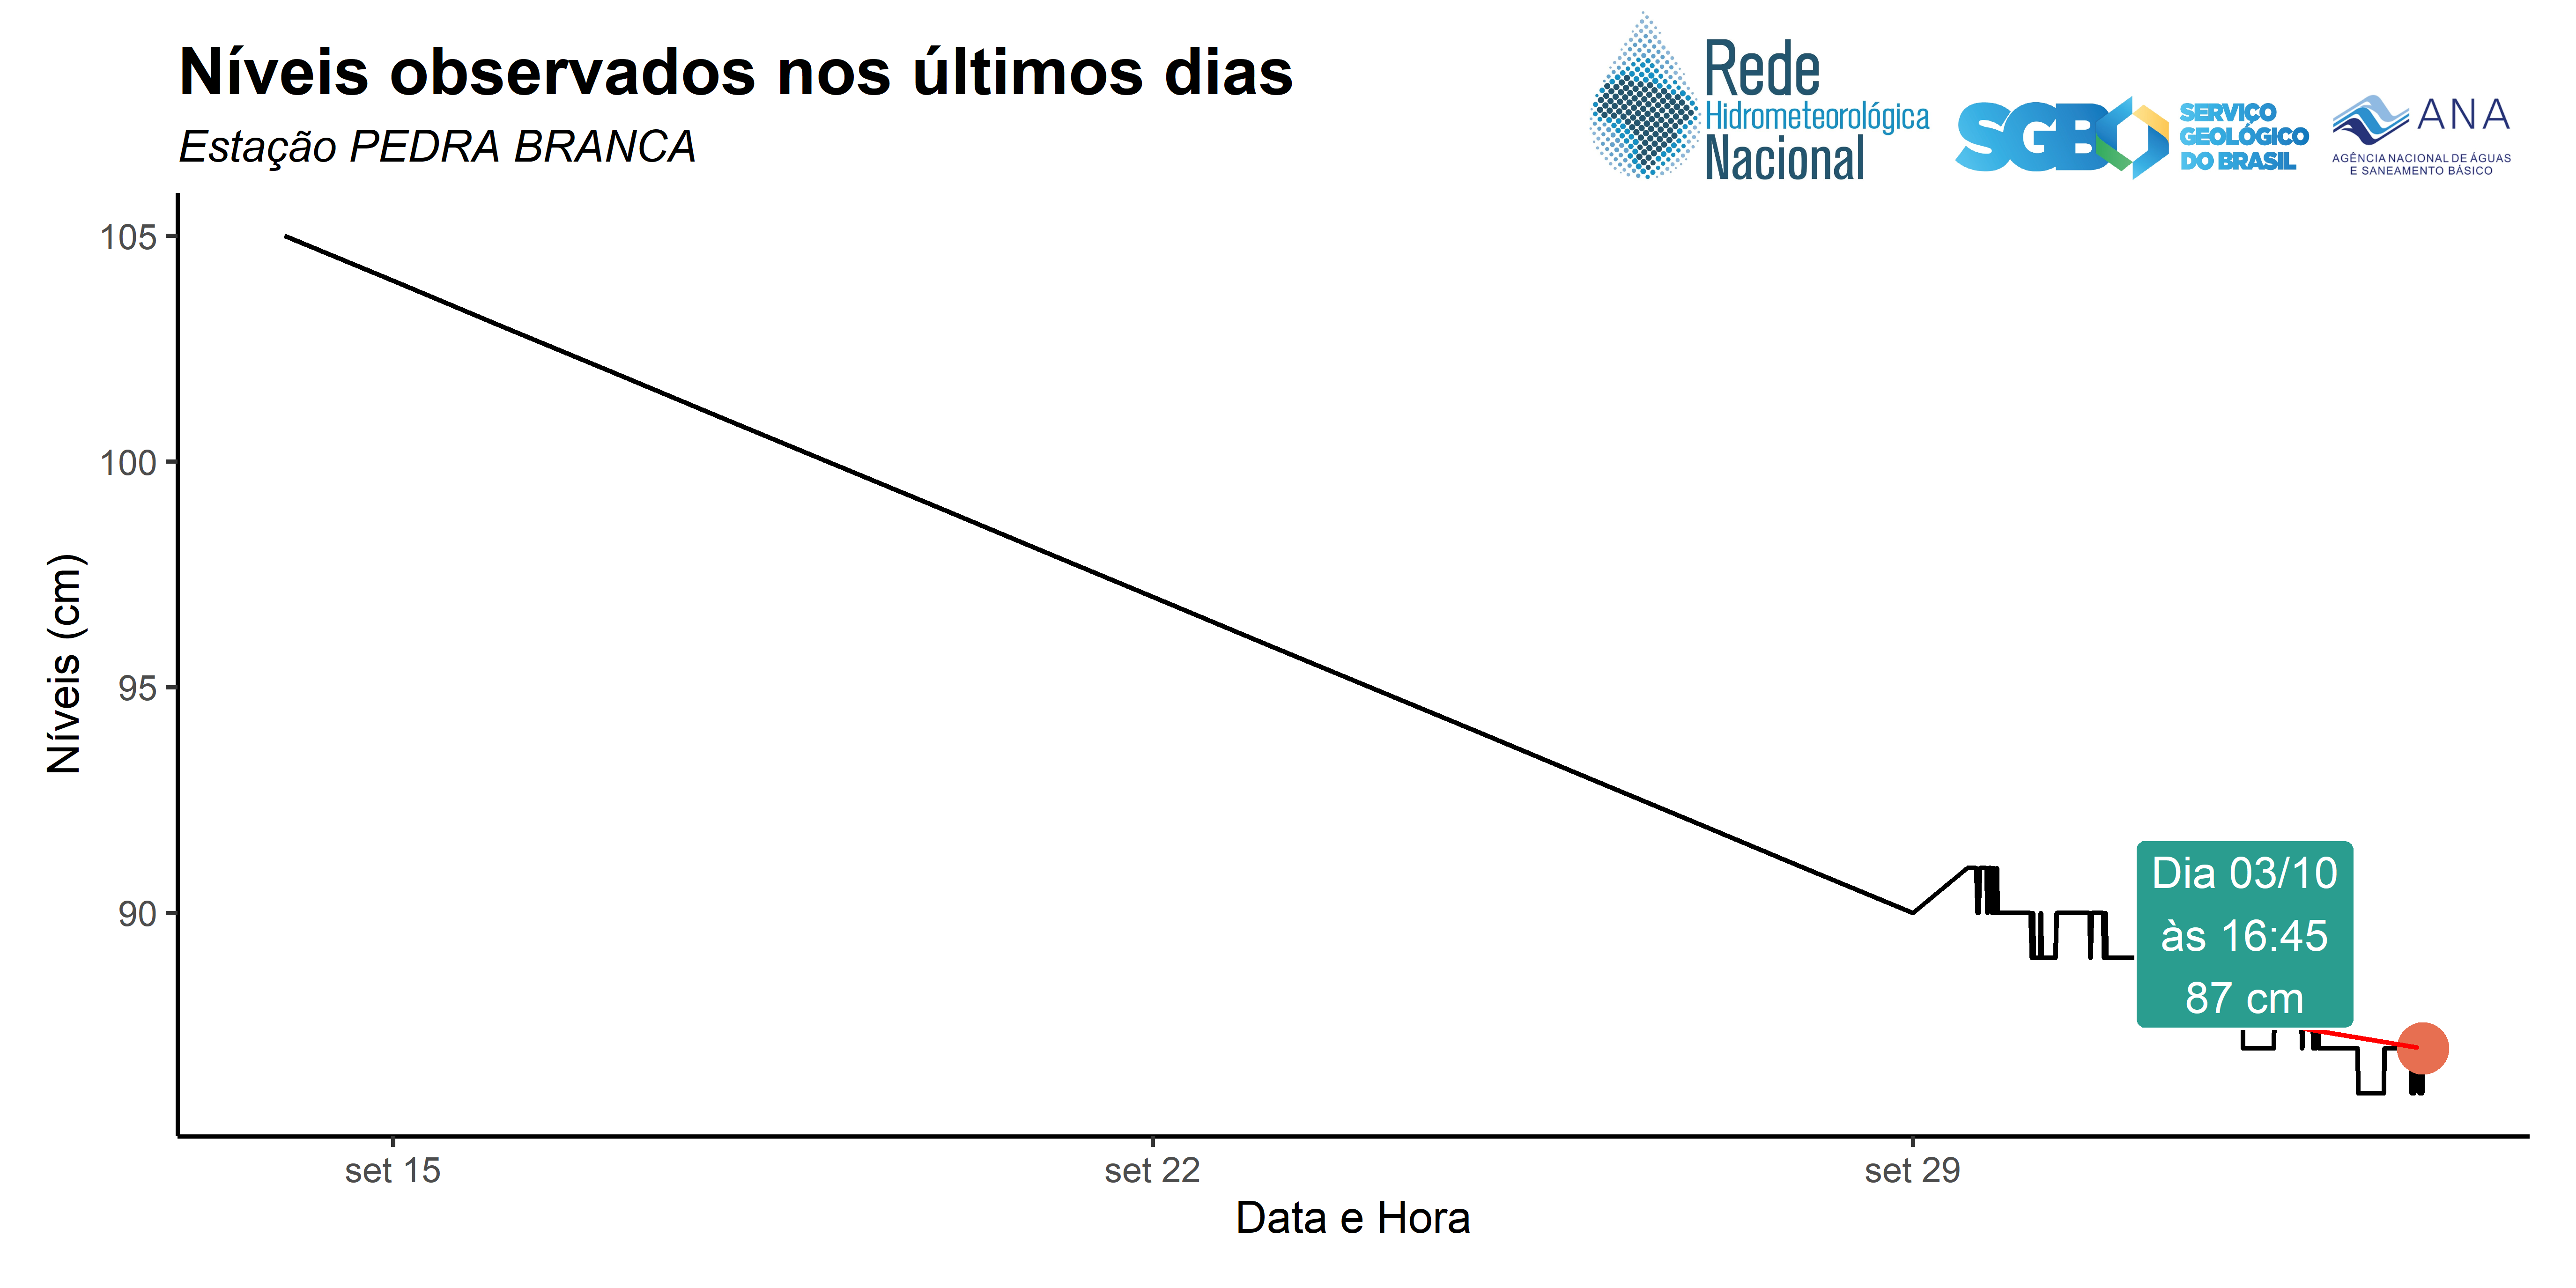 Níveis observados nos últimos dias
Estação PEDRA BRANCA
Rede
Hidrometeorológica
Nacional
SGB
SERVIÇO
GEOLÓGICO
DO BRASIL
ANA
AGÊNCIA NACIONAL DE ÁGUAS
E SANEAMENTO BÁSICO
Níveis (cm)
105
100
95
90
Dia 03/10
às 16:45
87 cm
set 15
set 22
set 29
Data e Hora